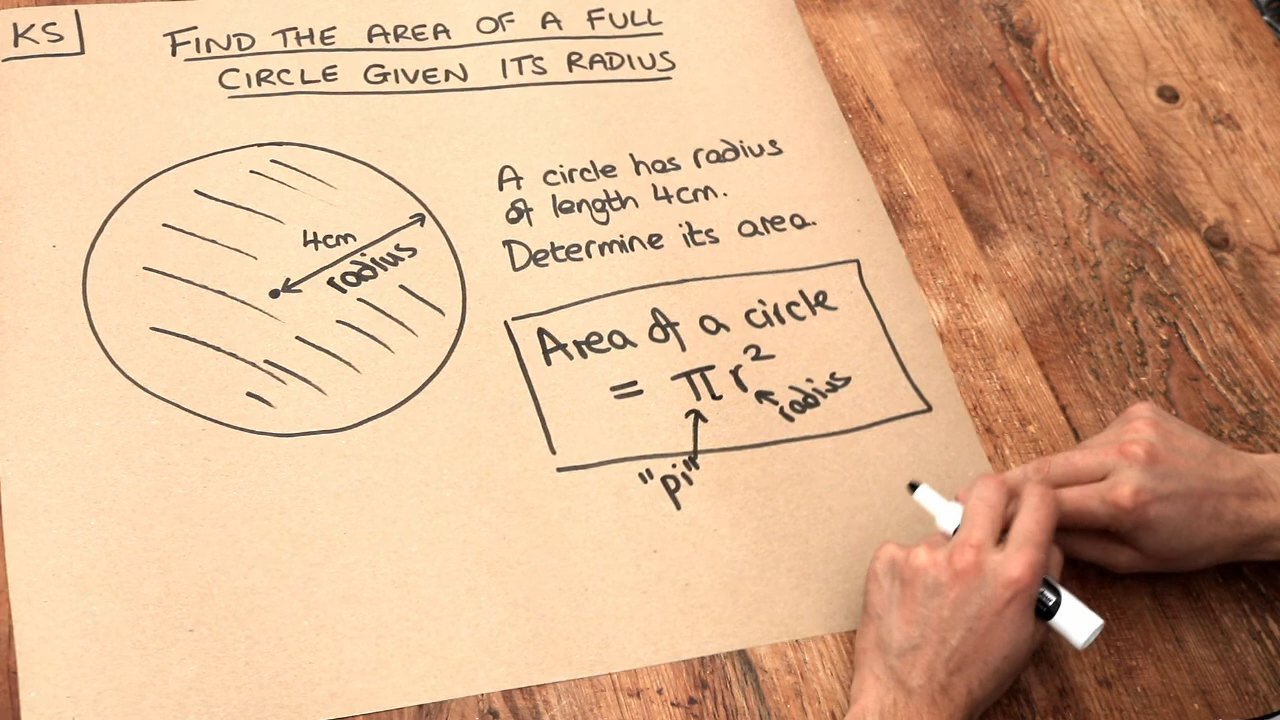 KS
FIND THE AREA OF A FULL
CIRCLE GIVEN ITS RADIUS
4cm
radius
A circle has radius
of length 4cm.
Determine its area.
Area of a circle
= πr²
radius
"pi"